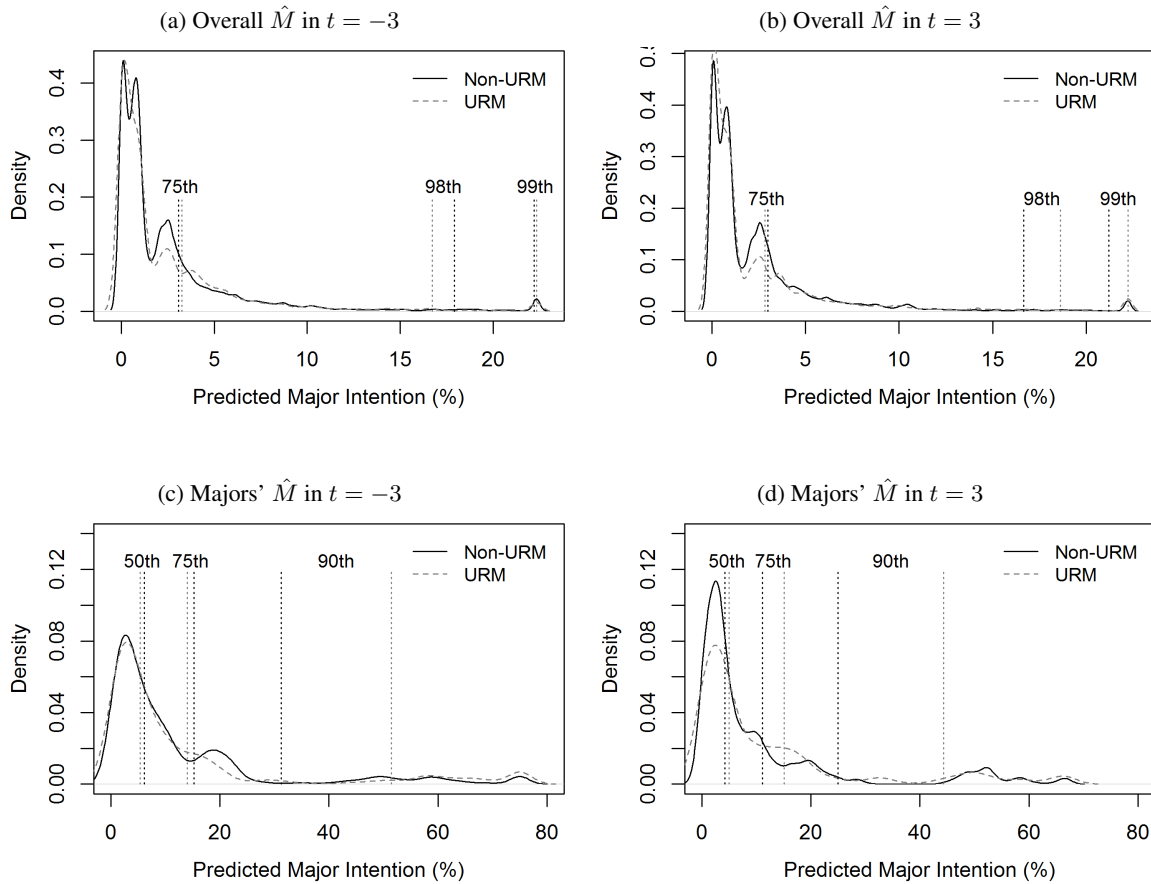 (a) Overall M̂ in t = −3
0.4
0.3
0.2
0.1
0.0
Density
Non-URM
URM
75th
98th
99th
0 5 10 15 20
Predicted Major Intention (%)
(b) Overall M̂ in t = 3
0.5
0.4
0.3
0.2
0.1
0.0
Density
Non-URM
URM
75th
98th
99th
0 5 10 15 20
Predicted Major Intention (%)
(c) Majors' M̂ in t = −3
0.12
0.08
0.04
0.00
Density
50th
75th
90th
Non-URM
URM
0 20 40 60 80
Predicted Major Intention (%)
(d) Majors' M̂ in t = 3
0.12
0.08
0.04
0.00
Density
50th
75th
90th
Non-URM
URM
0 20 40 60 80
Predicted Major Intention (%)